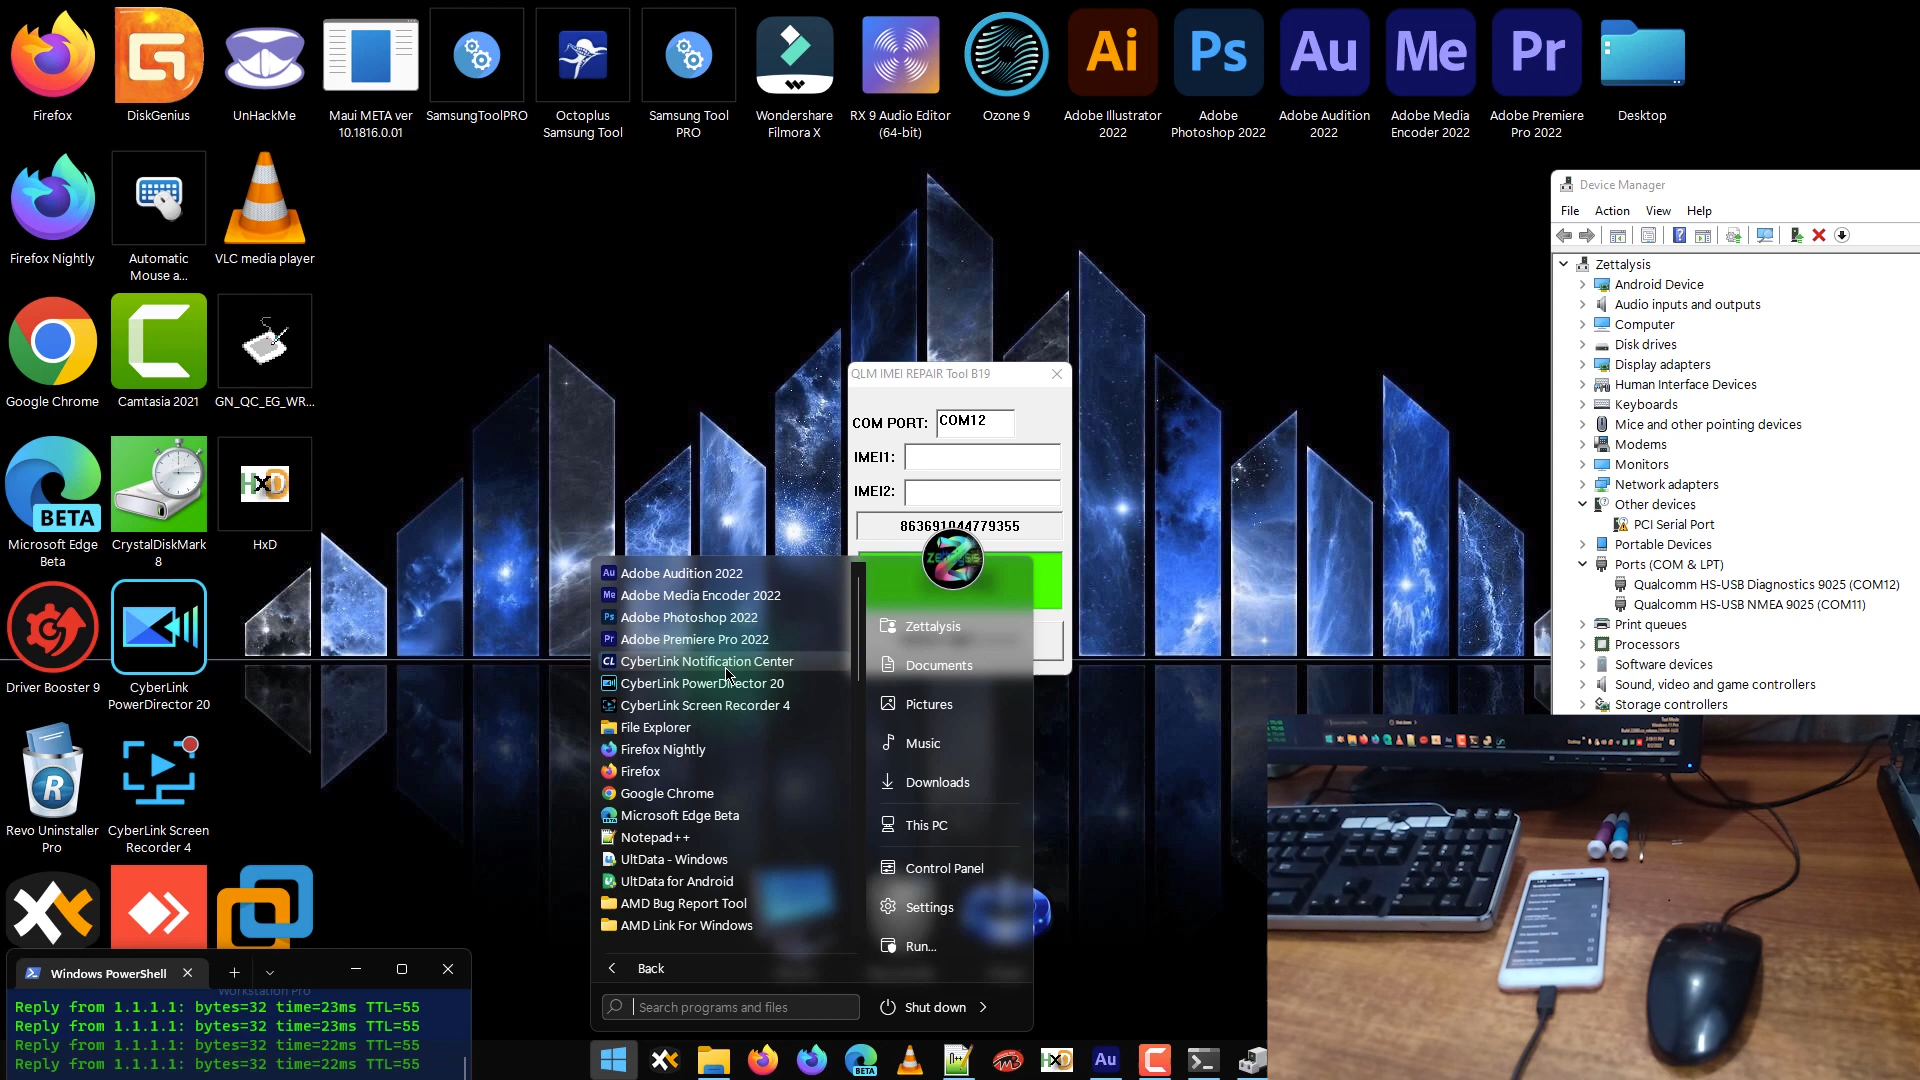 Firefox
DiskGenius
UnHackMe
Maui META ver
10.1816.0.01
SamsungToolPRO
Octoplus
Samsung Tool
Samsung Tool
PRO
Wondershare
Filmora X
RX 9 Audio Editor
(64-bit)
Ozone 9
Ai
Adobe Illustrator
2022
Ps
Adobe
Photoshop 2022
Au
Adobe Audition
2022
Me
Adobe Media
Encoder 2022
Pr
Adobe Premiere
Pro 2022
Desktop
Firefox Nightly
Automatic
Mouse a...
VLC media player
Google Chrome
Camtasia 2021
GN_QC_EG_WR...
BETA
Microsoft Edge
Beta
CrystalDiskMark
8
HxD
HxD
Driver Booster 9
CyberLink
PowerDirector 20
R
Revo Uninstaller
Pro
CyberLink Screen
Recorder 4
Device Manager
File
Action
View
Help
Zettalysis
Android Device
Audio inputs and outputs
Computer
Disk drives
Display adapters
Human Interface Devices
Keyboards
Mice and other pointing devices
Modems
Monitors
Network adapters
Other devices
PCI Serial Port
Portable Devices
Ports (COM & LPT)
Qualcomm HS-USB Diagnostics 9025 (COM12)
Qualcomm HS-USB NMEA 9025 (COM11)
Print queues
Processors
Software devices
Sound, video and game controllers
Storage controllers
QLM IMEI REPAIR Tool B19
COM PORT:
COM12
IMEI1:
IMEI2:
863691044779355
Adobe Audition 2022
Adobe Media Encoder 2022
Adobe Photoshop 2022
Adobe Premiere Pro 2022
CyberLink Notification Center
CyberLink PowerDirector 20
CyberLink Screen Recorder 4
File Explorer
Firefox Nightly
Firefox
Google Chrome
Microsoft Edge Beta
Notepad++
UltData - Windows
UltData for Android
AMD Bug Report Tool
AMD Link For Windows
Back
Search programs and files
Zettalysis
Documents
Pictures
Music
Downloads
This PC
Control Panel
Settings
Run...
Shut down
Windows PowerShell
Workstation Pro
Reply from 1.1.1.1: bytes=32 time=23ms TTL=55
Reply from 1.1.1.1: bytes=32 time=23ms TTL=55
Reply from 1.1.1.1: bytes=32 time=22ms TTL=55
Reply from 1.1.1.1: bytes=32 time=22ms TTL=55
BETA
HxD
Au